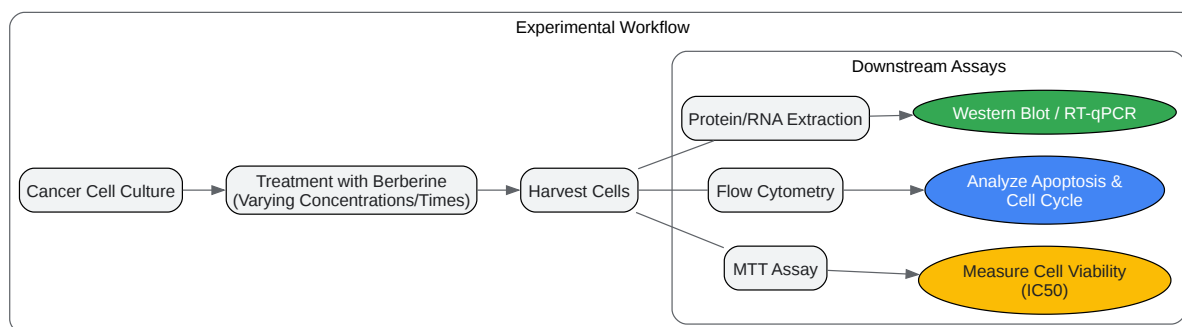 Experimental Workflow
Downstream Assays
Protein/RNA Extraction
Western Blot / RT-qPCR
Cancer Cell Culture
Treatment with Berberine
(Varying Concentrations/Times)
Harvest Cells
Flow Cytometry
Analyze Apoptosis &
Cell Cycle
MTT Assay
Measure Cell Viability
(IC50)